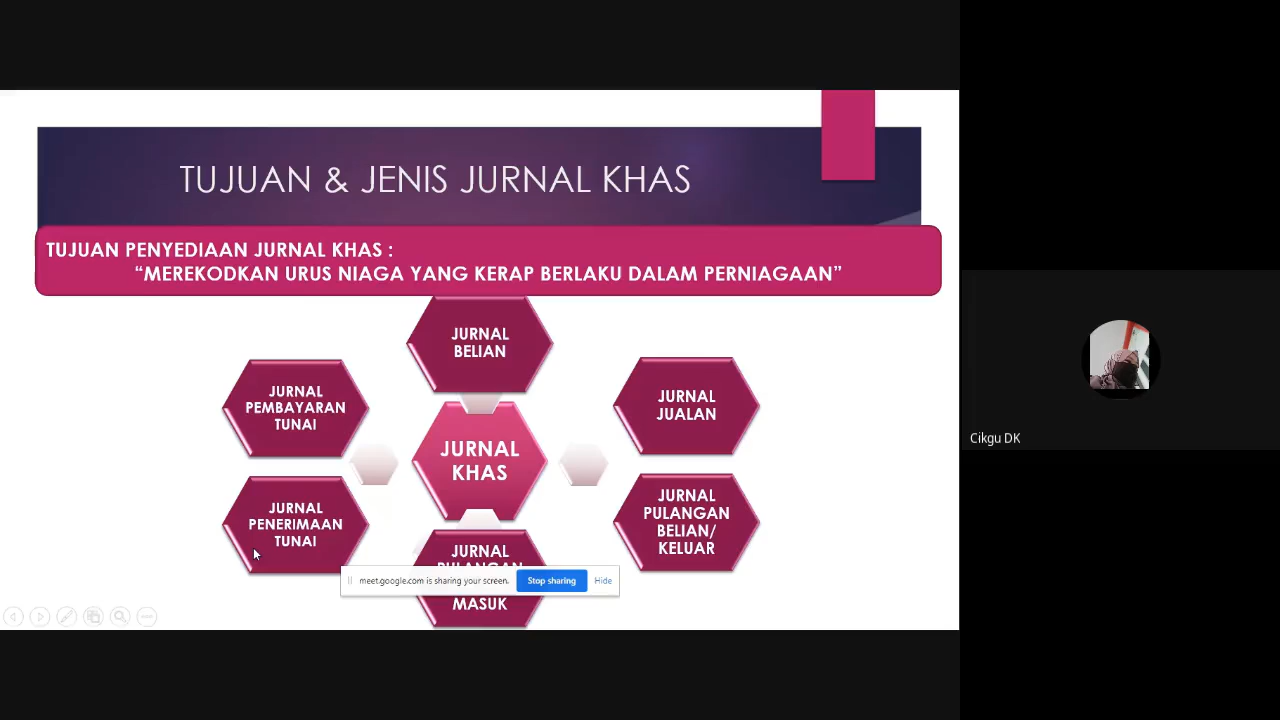 TUJUAN & JENIS JURNAL KHAS
TUJUAN PENYEDIAAN JURNAL KHAS :
“MEREKODKAN URUS NIAGA YANG KERAP BERLAKU DALAM PERNIAGAAN”
JURNAL
BELIAN
JURNAL
PEMBAYARAN
TUNAI
JURNAL
JUALAN
JURNAL
KHAS
JURNAL
PENERIMAAN
TUNAI
JURNAL
PULANGAN
BELIAN/
KELUAR
JURNAL
PULANGAN
MASUK
meet.google.com is sharing your screen.
Stop sharing
Hide
Cikgu DK